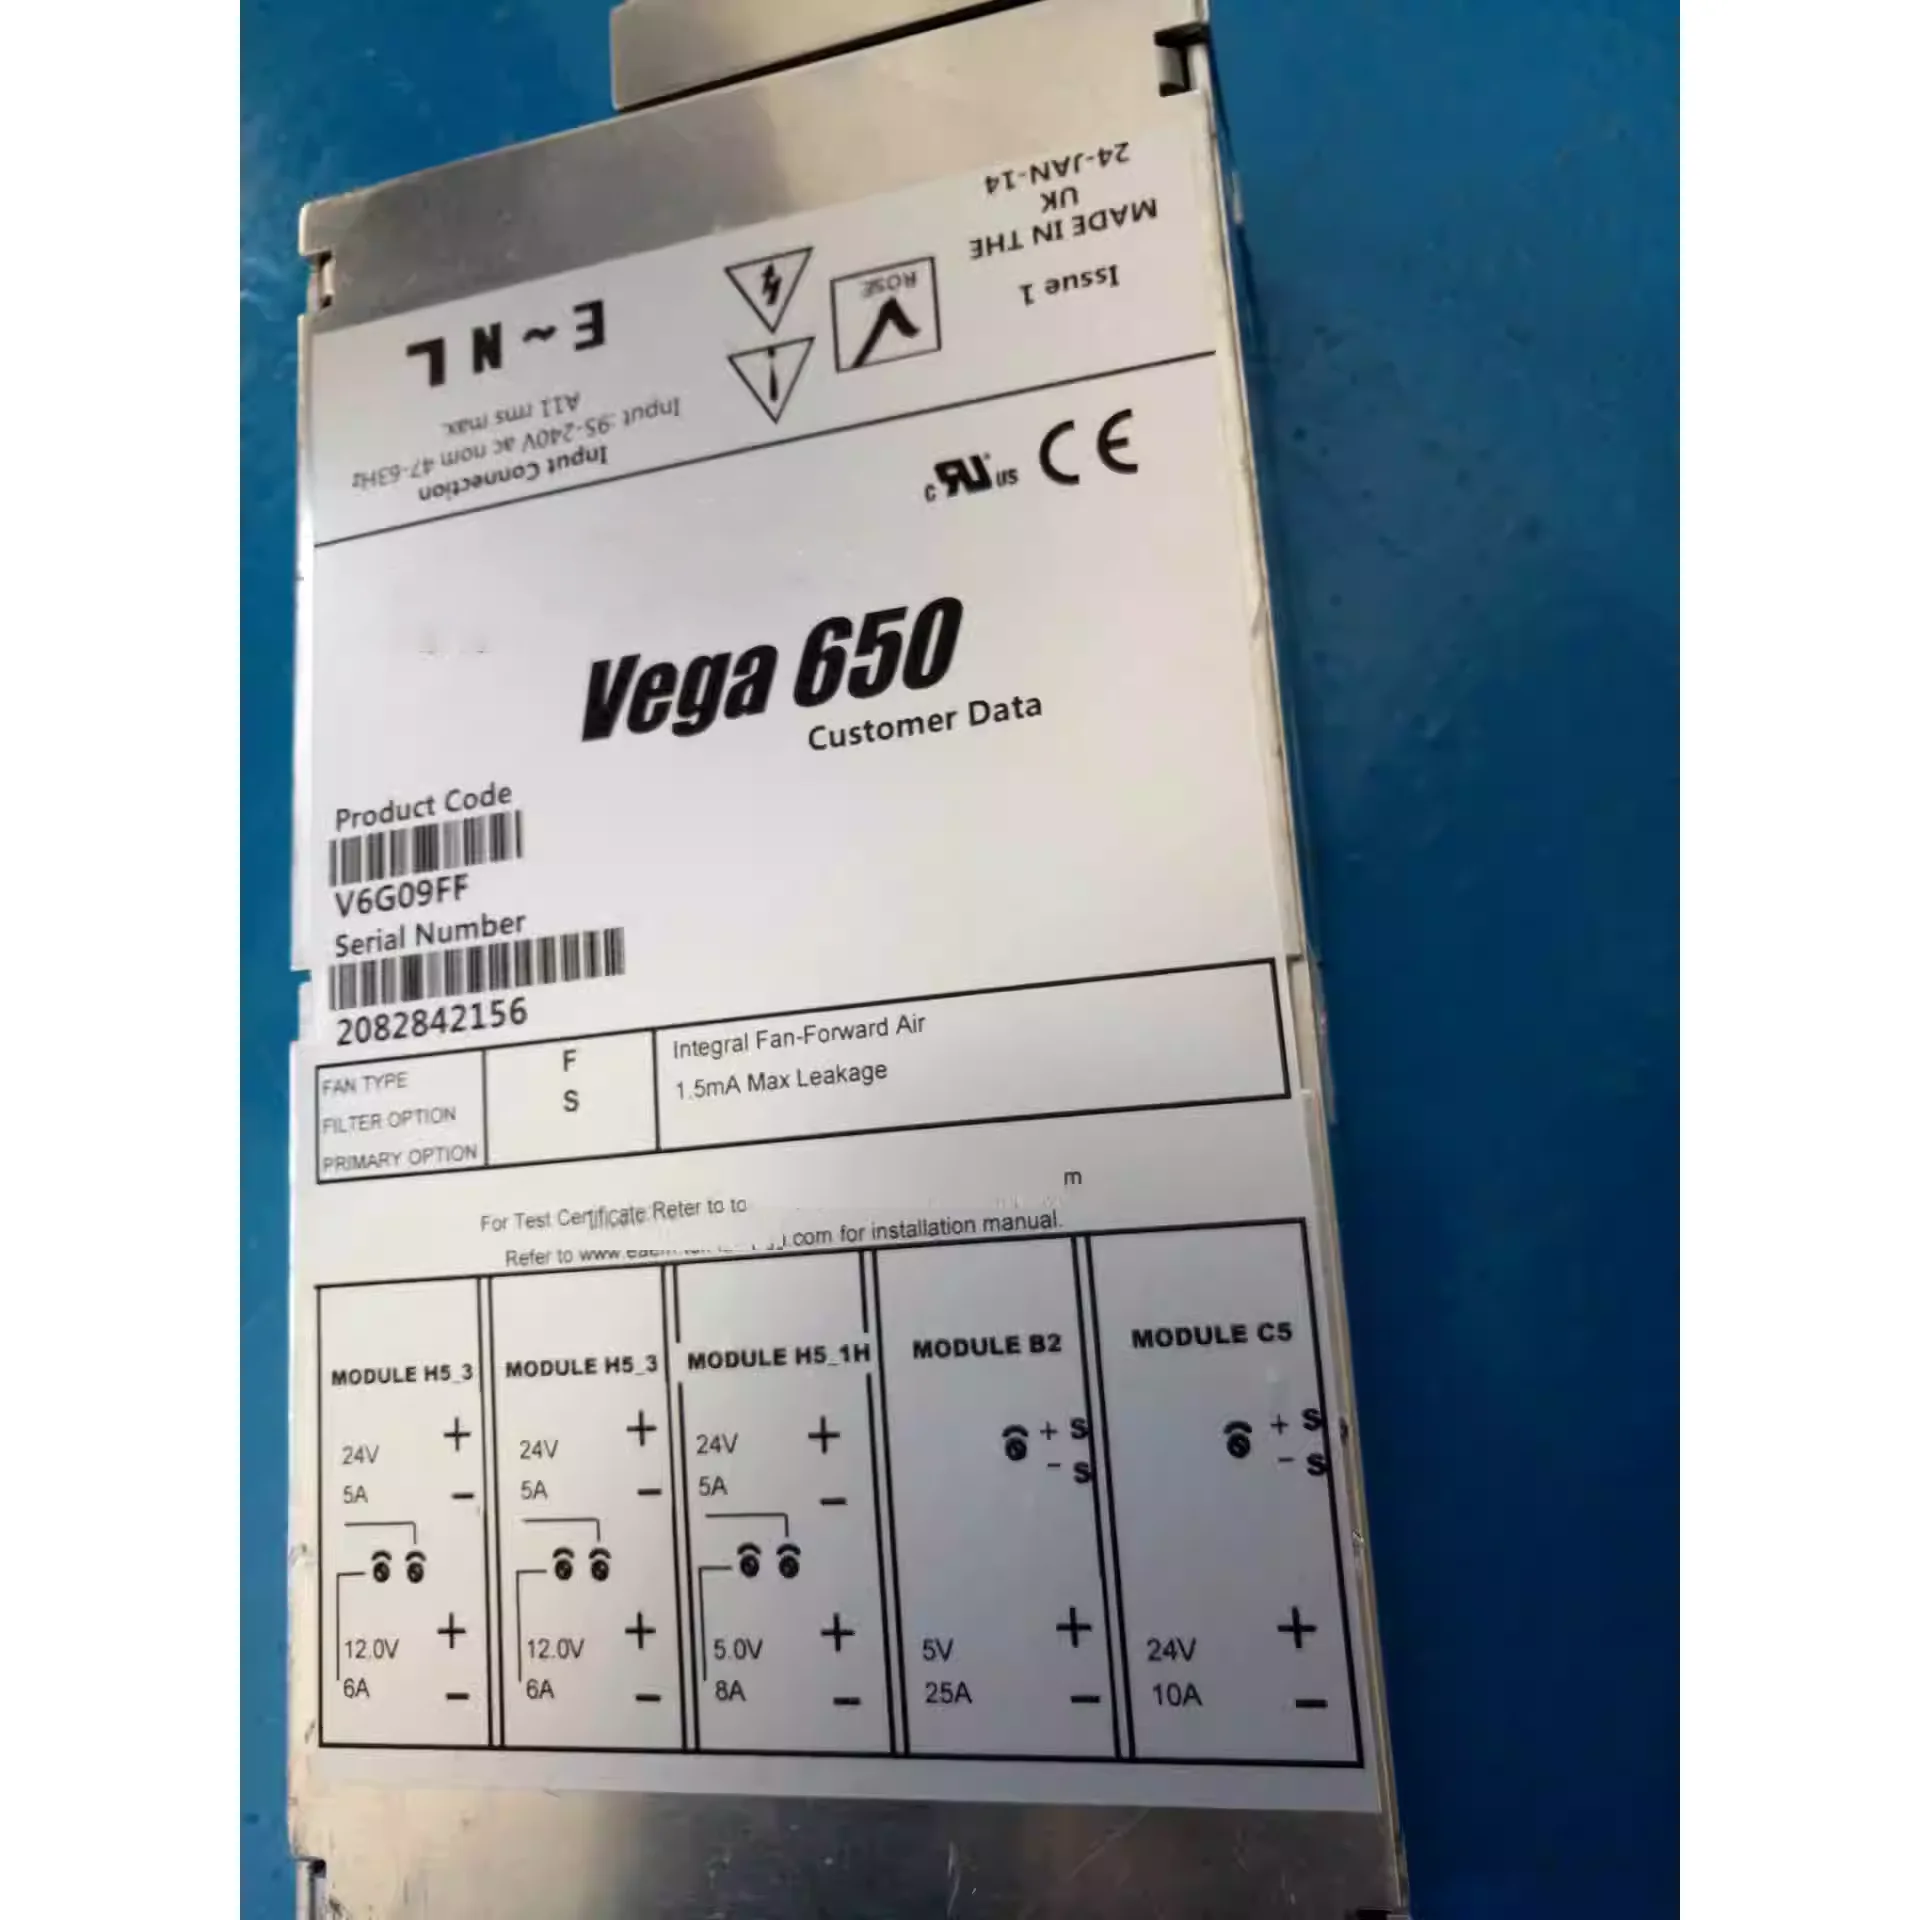 24-JAN-14
UK
MADE IN THE
Issue 1
ROSE
E ~ N L
Input :95-240V ac nom 47-63Hz
A11 rms max.
Input Connection
c RU us CE
Vega 650
Customer Data
Product Code
V6G09FF
Serial Number
2082842156
FAN TYPE F Integral Fan-Forward Air
FILTER OPTION S 1.5mA Max Leakage
PRIMARY OPTION
For Test Certificate: Reter to to m
Refer to www. .com for installation manual.
MODULE H5_3
24V +
5A −
12.0V +
6A −
MODULE H5_3
24V +
5A −
12.0V +
6A −
MODULE H5_1H
24V +
5A −
5.0V +
8A −
MODULE B2
+ S
− S
5V +
25A −
MODULE C5
+ S
− S
24V +
10A −